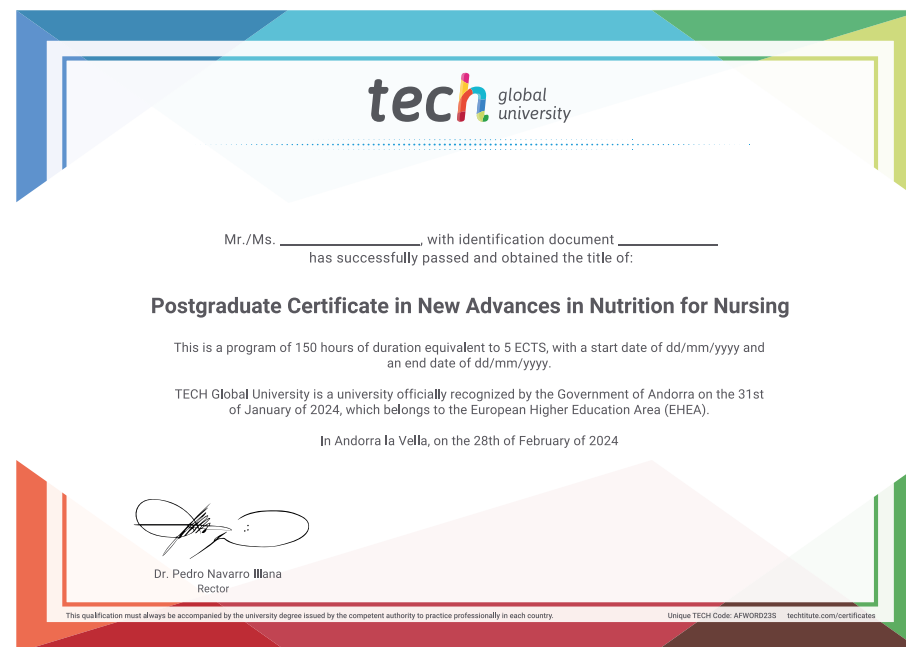 tech global university
Mr./Ms. ____________, with identification document ____________
has successfully passed and obtained the title of:
Postgraduate Certificate in New Advances in Nutrition for Nursing
This is a program of 150 hours of duration equivalent to 5 ECTS, with a start date of dd/mm/yyyy and
an end date of dd/mm/yyyy.
TECH Global University is a university officially recognized by the Government of Andorra on the 31st
of January of 2024, which belongs to the European Higher Education Area (EHEA).
In Andorra la Vella, on the 28th of February of 2024
Dr. Pedro Navarro Illana
Rector
This qualification must always be accompanied by the university degree issued by the competent authority to practice professionally in each country.
Unique TECH Code: AFWORD23S techtitute.com/certificates